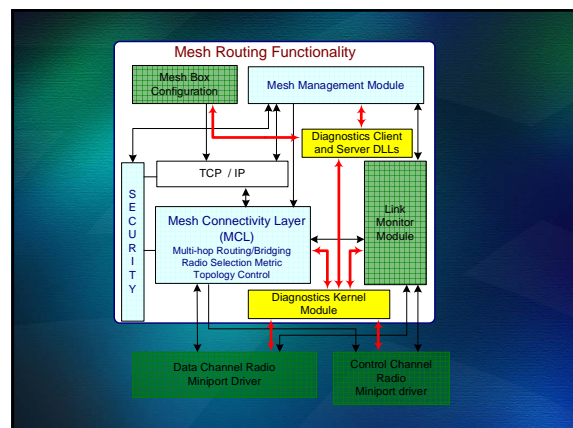 Mesh Routing Functionality
Mesh Box
Configuration
Mesh Management Module
Diagnostics Client
and Server DLLs
TCP / IP
SECURITY
Mesh Connectivity Layer
(MCL)
Multi-hop Routing/Bridging
Radio Selection Metric
Topology Control
Link
Monitor
Module
Diagnostics Kernel
Module
Data Channel Radio
Miniport Driver
Control Channel
Radio
Miniport driver